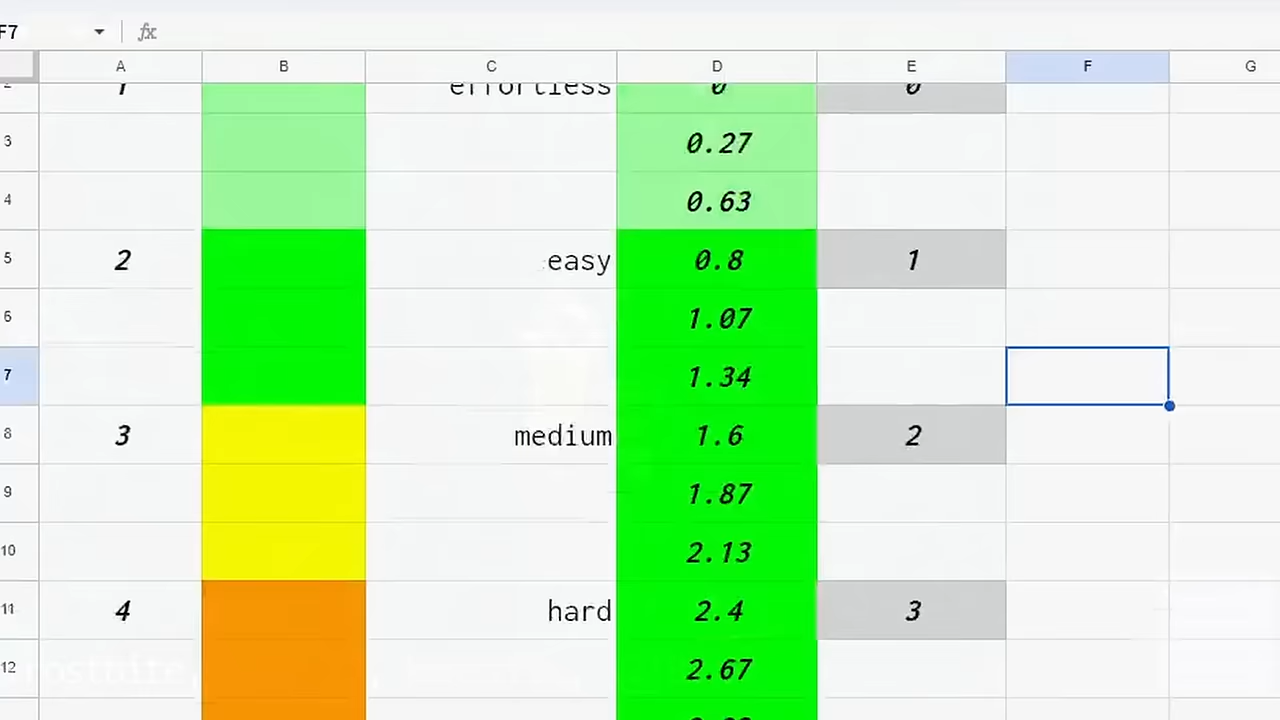 F7 fx
A B C D E F G
1 effortless 0 0
3 0.27
4 0.63
5 2 easy 0.8 1
6 1.07
7 1.34
8 3 medium 1.6 2
9 1.87
10 2.13
11 4 hard 2.4 3
12 2.67